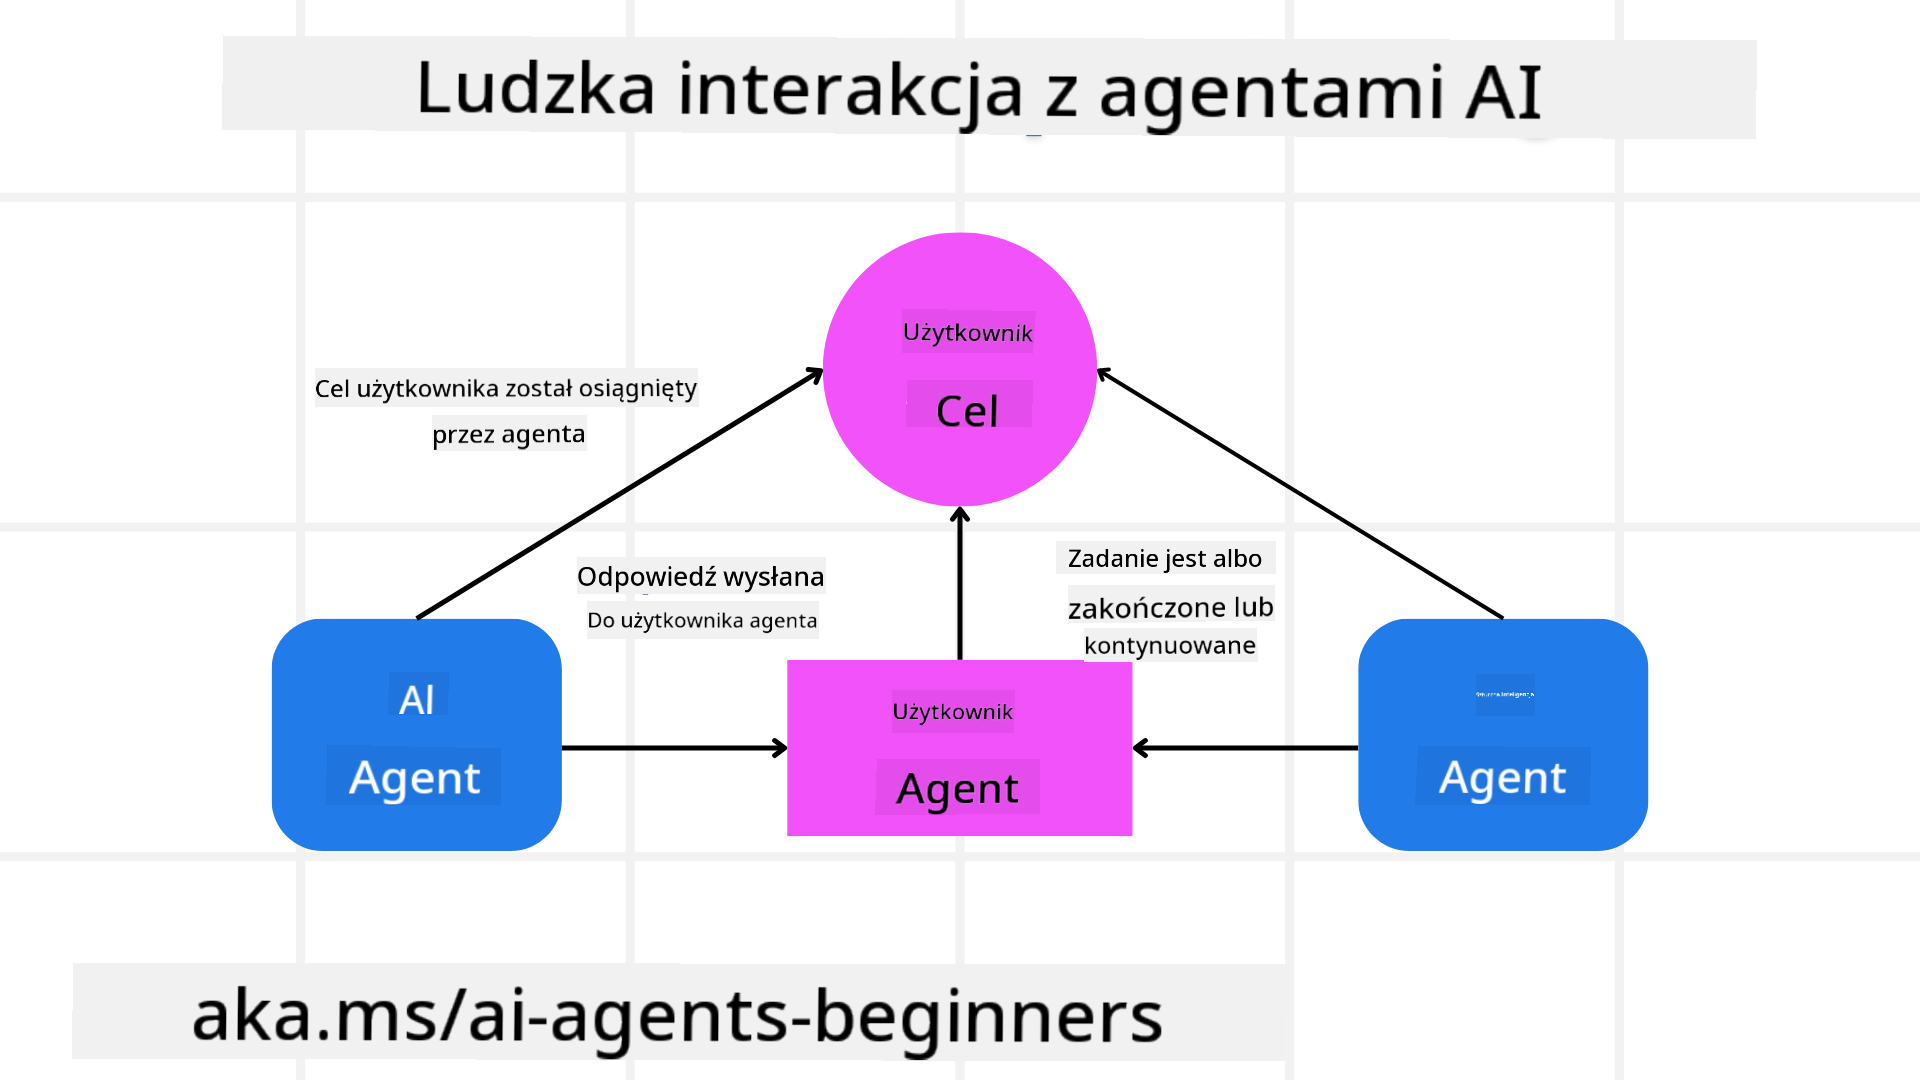 Ludzka interakcja z agentami AI
Użytkownik
Cel
Cel użytkownika został osiągnięty
przez agenta
Odpowiedź wysłana
Do użytkownika agenta
Zadanie jest albo
zakończone lub
kontynuowane
AI
Agent
Użytkownik
Agent
Agent
aka.ms/ai-agents-beginners